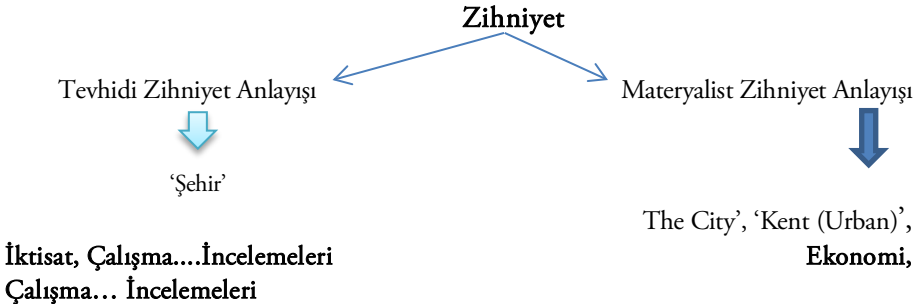 Zihniyet
Tevhidi Zihniyet Anlayışı
Materyalist Zihniyet Anlayışı
‘Şehir’
The City’, ‘Kent (Urban)’,
İktisat, Çalışma....İncelemeleri
Ekonomi,
Çalışma… İncelemeleri